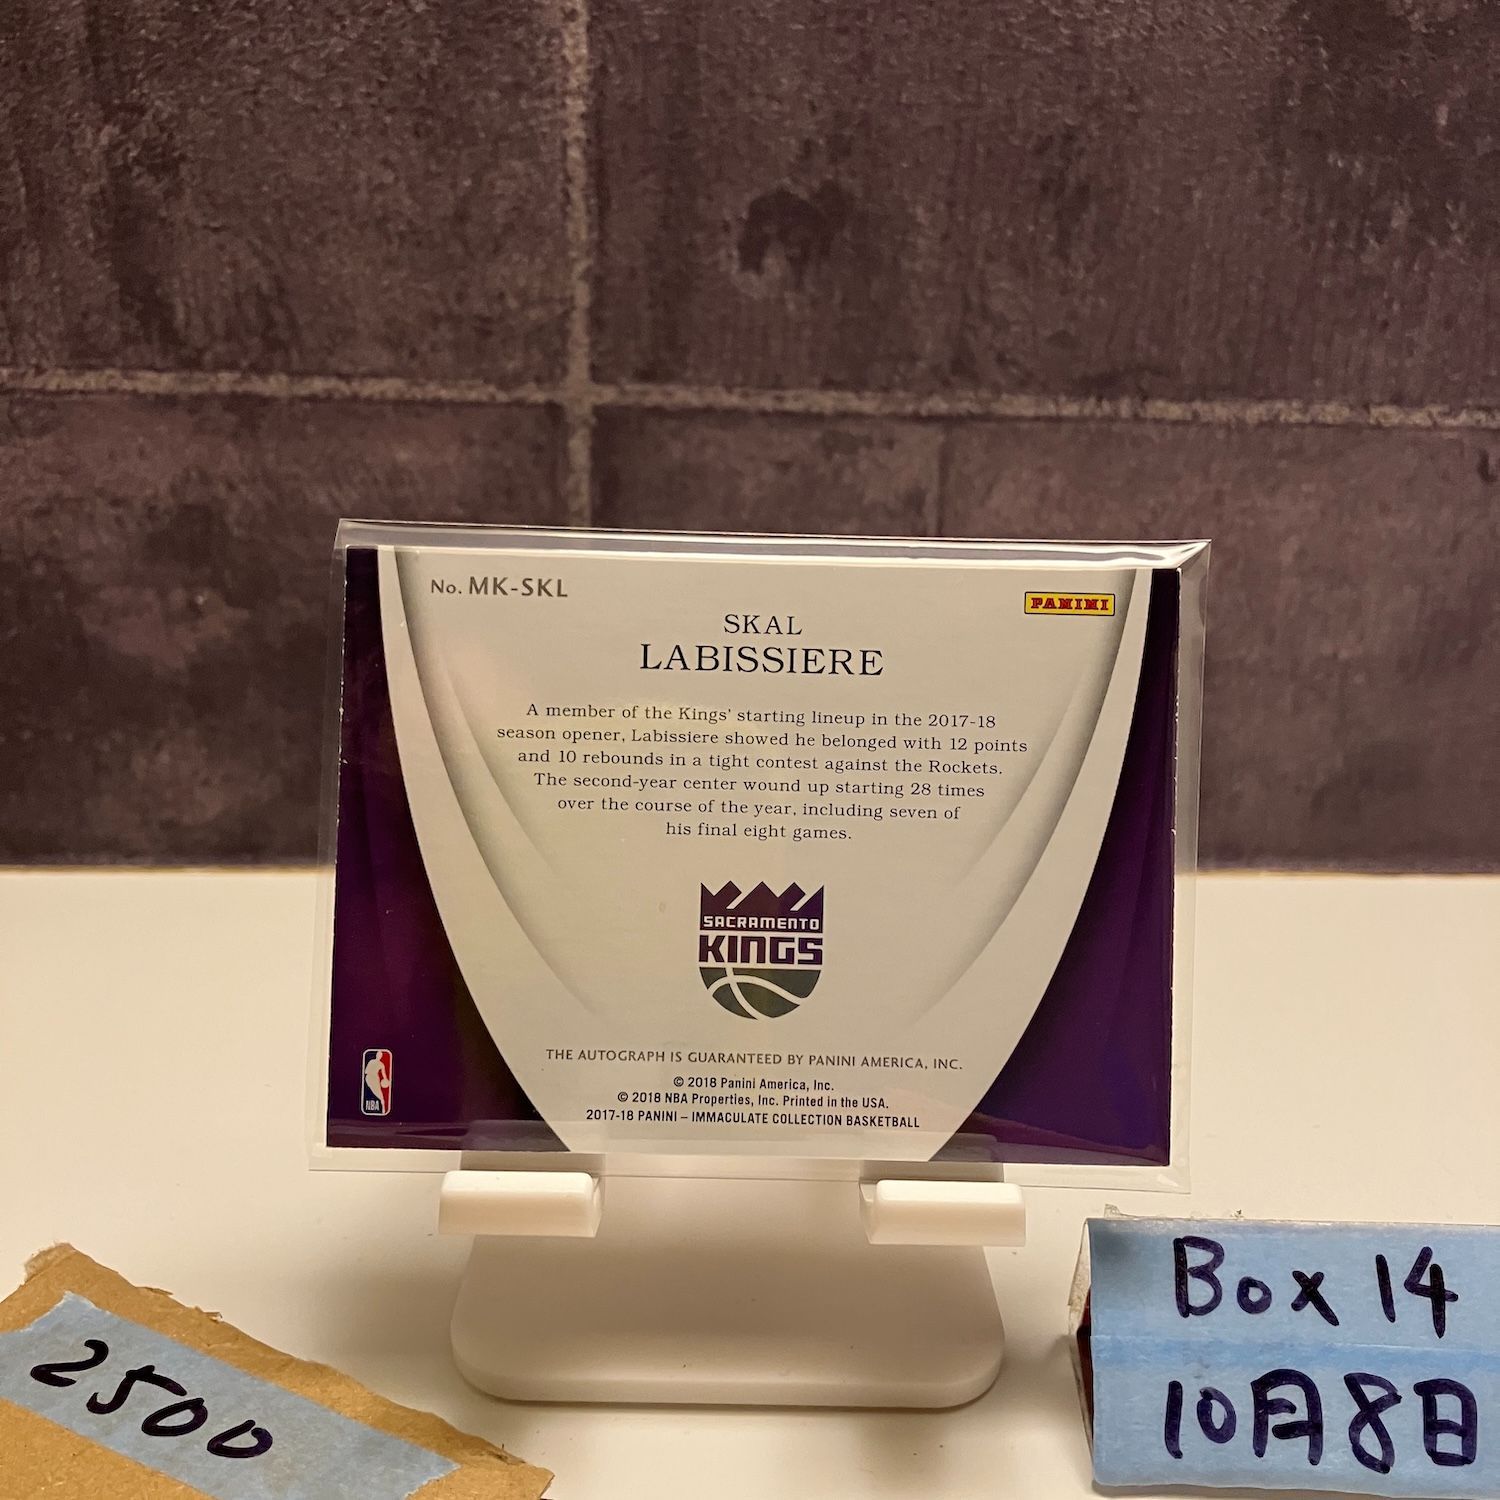 No. MK-SKL
PANINI
SKAL
LABISSIERE
A member of the Kings' starting lineup in the 2017-18
season opener, Labissiere showed he belonged with 12 points
and 10 rebounds in a tight contest against the Rockets.
The second-year center wound up starting 28 times
over the course of the year, including seven of
his final eight games.
SACRAMENTO
KINGS
THE AUTOGRAPH IS GUARANTEED BY PANINI AMERICA, INC.
© 2018 Panini America, Inc.
© 2018 NBA Properties, Inc. Printed in the USA.
2017-18 PANINI – IMMACULATE COLLECTION BASKETBALL
NBA
2500
Box 14
10月8日